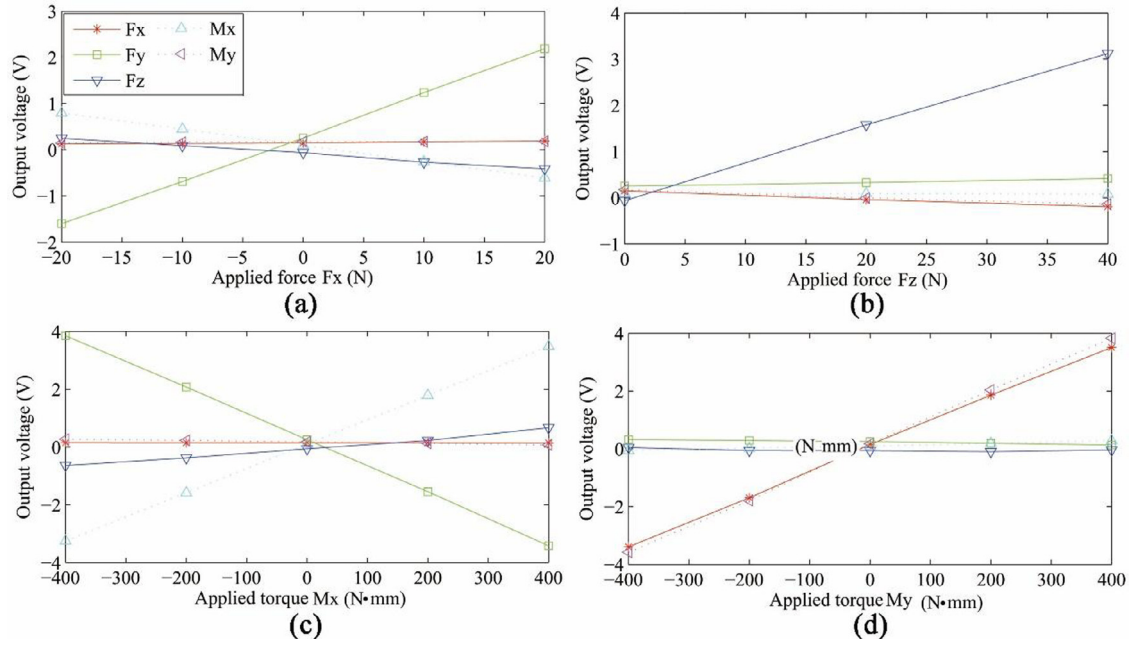 Output voltage (V)
3
2
1
0
−1
−2
Fx Mx
Fy My
Fz
−20 −15 −10 −5 0 5 10 15 20
Applied force Fx (N)
(a)
Output voltage (V)
4
3
2
1
0
−1
0 5 10 15 20 25 30 35 40
Applied force Fz (N)
(b)
Output voltage (V)
4
2
0
−2
−4
−400 −300 −200 −100 0 100 200 300 400
Applied torque Mx (N•mm)
(c)
Output voltage (V)
4
2
0
−2
−4
(N mm)
−400 −300 −200 −100 0 100 200 300 400
Applied torque My (N•mm)
(d)